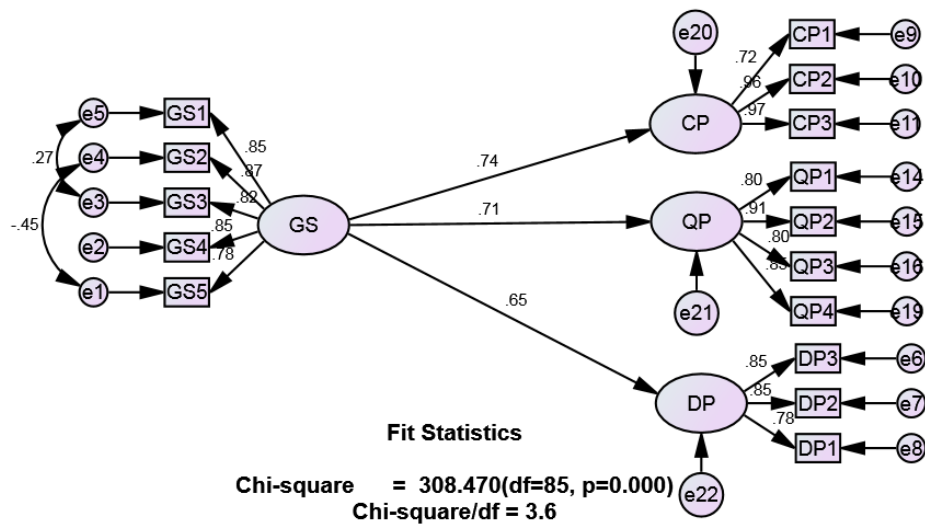 e20
CP1
e9
.72
CP2
e10
.96
CP
.97
CP3
e11
e5
GS1
.27
e4
GS2
.85
.87
.74
e3
GS3
.82
QP1
e14
.80
GS
.71
QP
.91
QP2
e15
-.45
e2
GS4
.85
.80
QP3
e16
.78
.83
e1
GS5
e21
QP4
e19
.65
DP3
e6
.85
DP
.85
DP2
e7
.78
DP1
e8
Fit Statistics
Chi-square = 308.470(df=85, p=0.000)
e22
Chi-square/df = 3.6